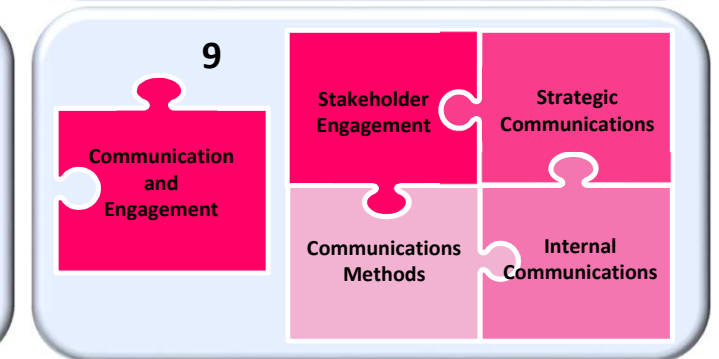 9
Communication
and
Engagement
Stakeholder
Engagement
Strategic
Communications
Communications
Methods
Internal
Communications